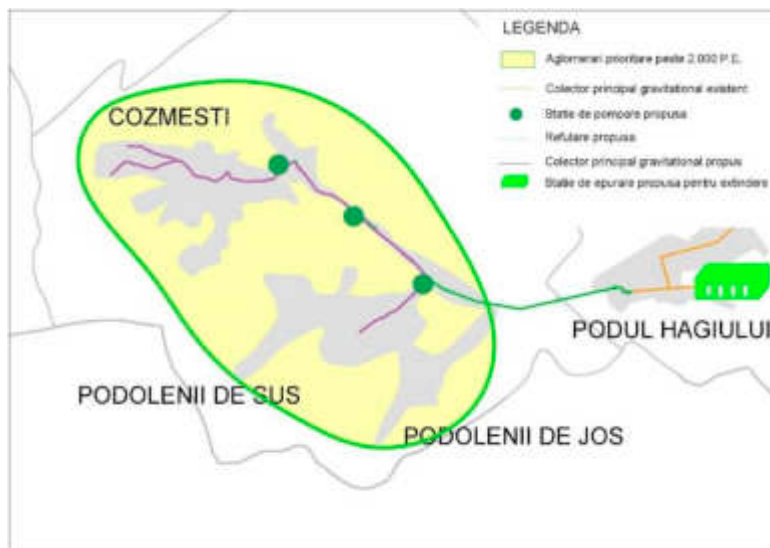 LEGENDA
Aglomerari prioritare peste 2.000 P.E.
Colector principal gravitational existent
Statie de pompare propusa
Refulare propusa
Colector principal gravitational propus
Statie de epurare propusa pentru extindere
COZMESTI
PODUL HAGIULUI
PODOLENII DE SUS
PODOLENII DE JOS